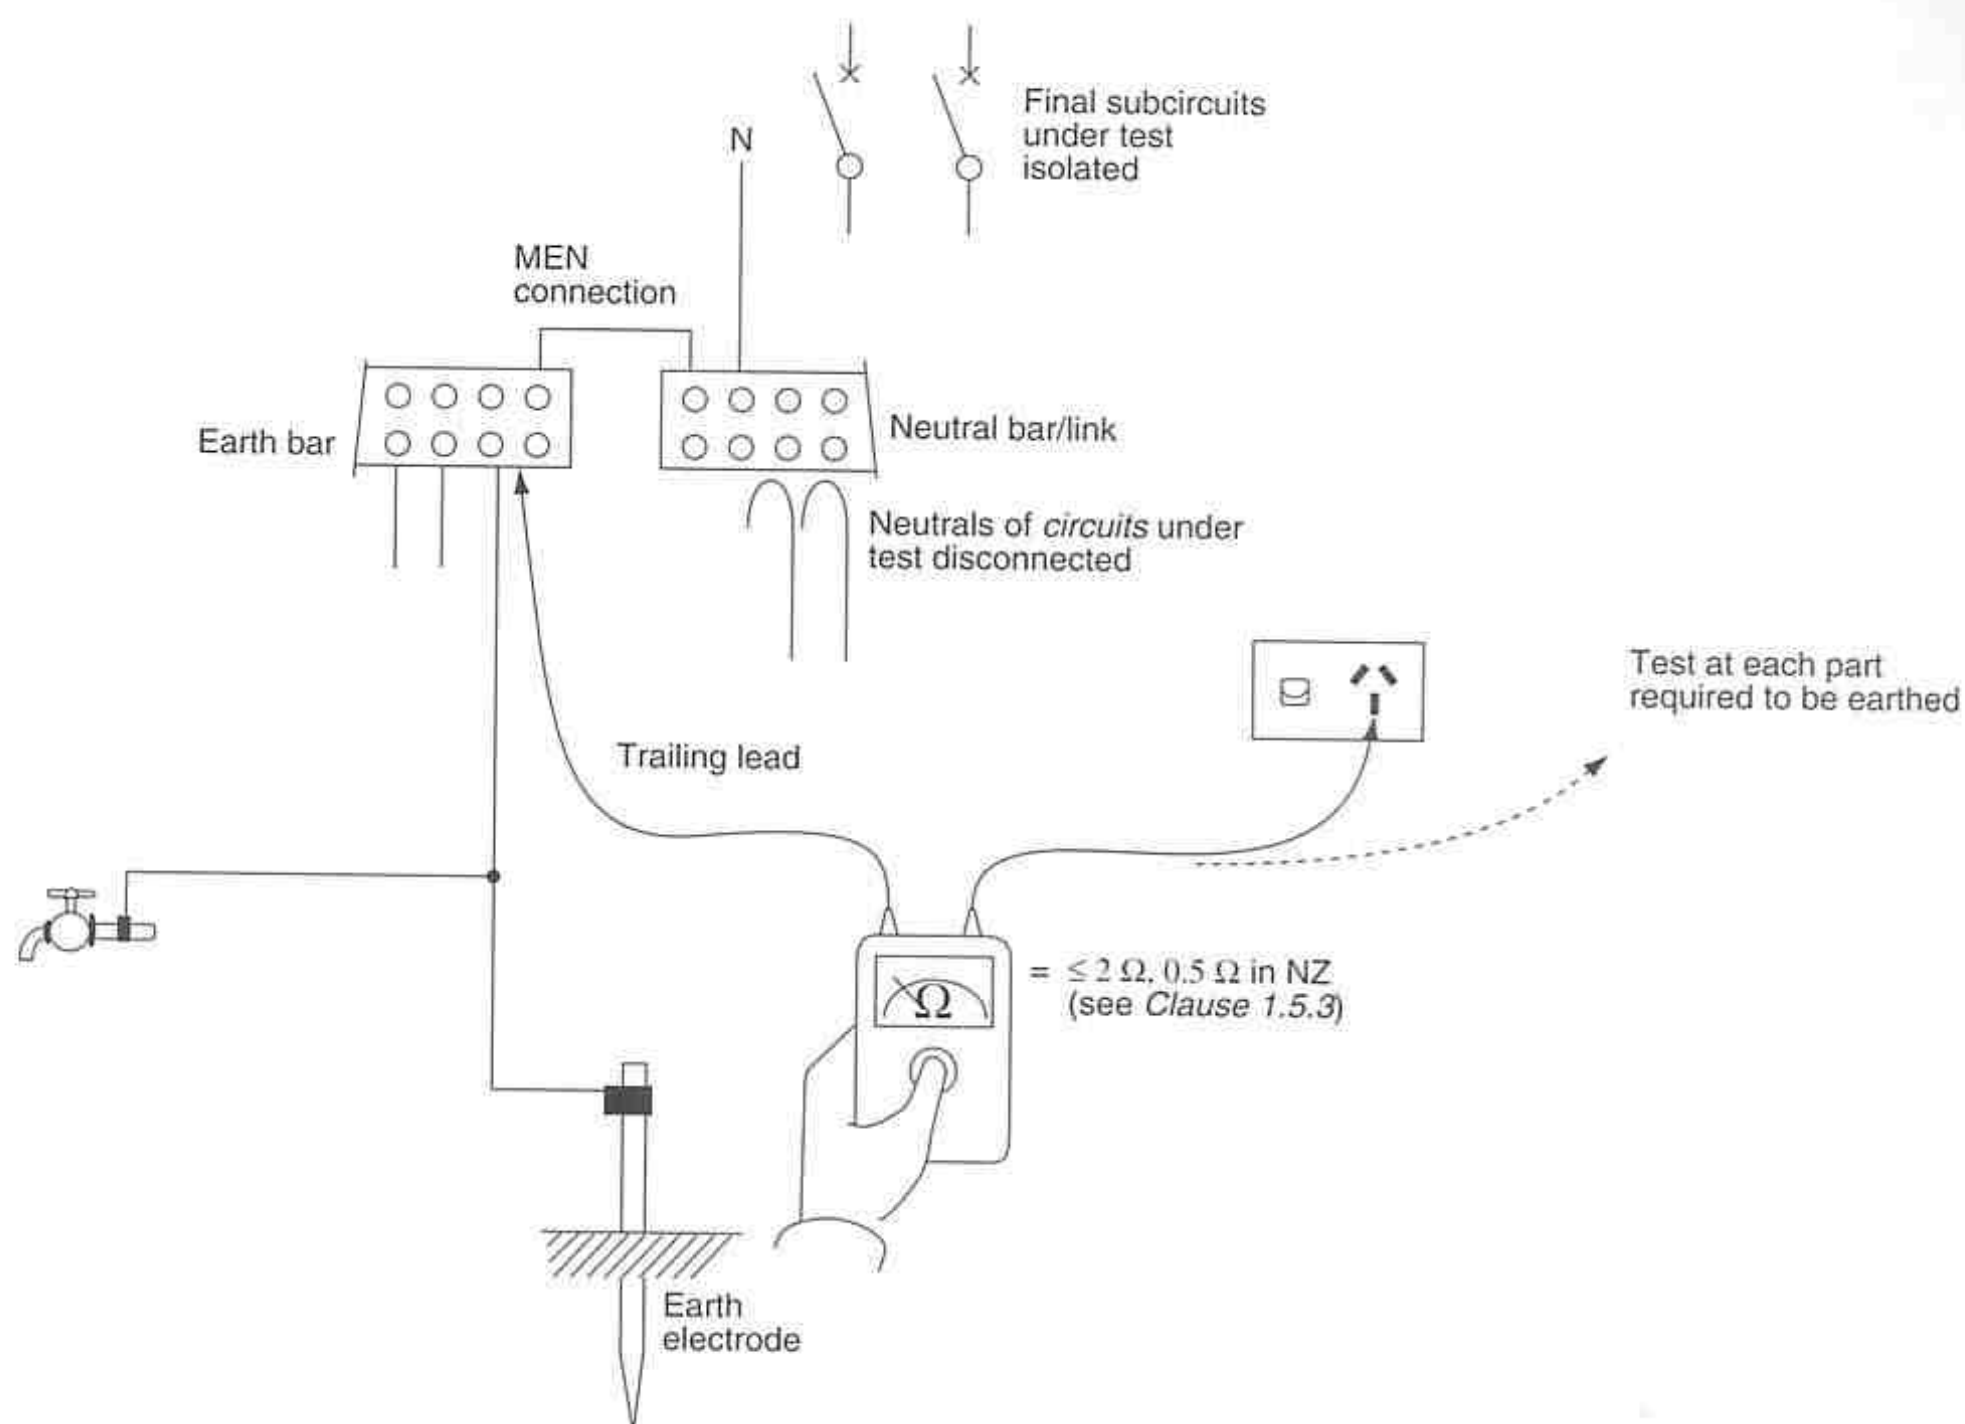 Final subcircuits
under test
isolated
N
MEN
connection
Earth bar
Neutral bar/link
Neutrals of circuits under
test disconnected
Test at each part
required to be earthed
Trailing lead
Ω
= ≤ 2 Ω, 0.5 Ω in NZ
(see Clause 1.5.3)
Earth
electrode